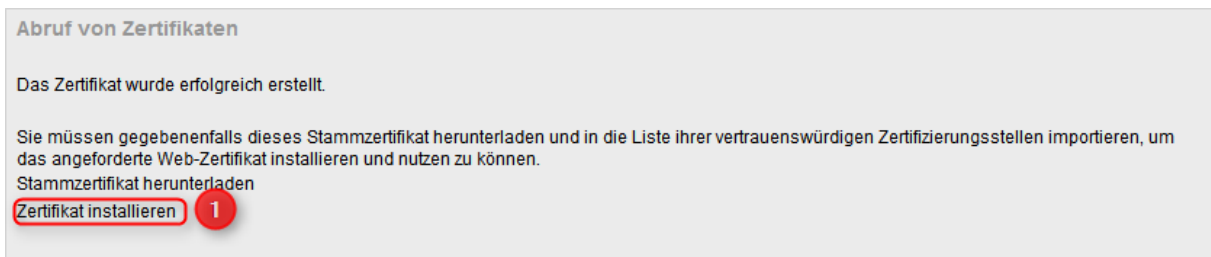 Abruf von Zertifikaten
Das Zertifikat wurde erfolgreich erstellt.
Sie müssen gegebenenfalls dieses Stammzertifikat herunterladen und in die Liste ihrer vertrauenswürdigen Zertifizierungsstellen importieren, um
das angeforderte Web-Zertifikat installieren und nutzen zu können.
Stammzertifikat herunterladen
Zertifikat installieren 1